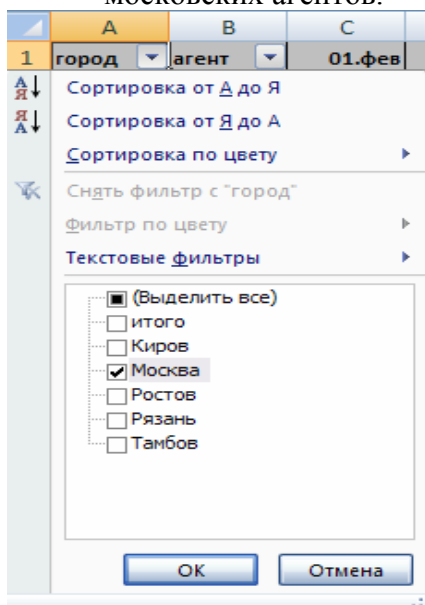 московских агентов.
A B C
1 город агент 01.фев
Сортировка от А до Я
Сортировка от Я до А
Сортировка по цвету
Снять фильтр с "город"
Фильтр по цвету
Текстовые фильтры
(Выделить все)
итого
Киров
Москва
Ростов
Рязань
Тамбов
ОК Отмена